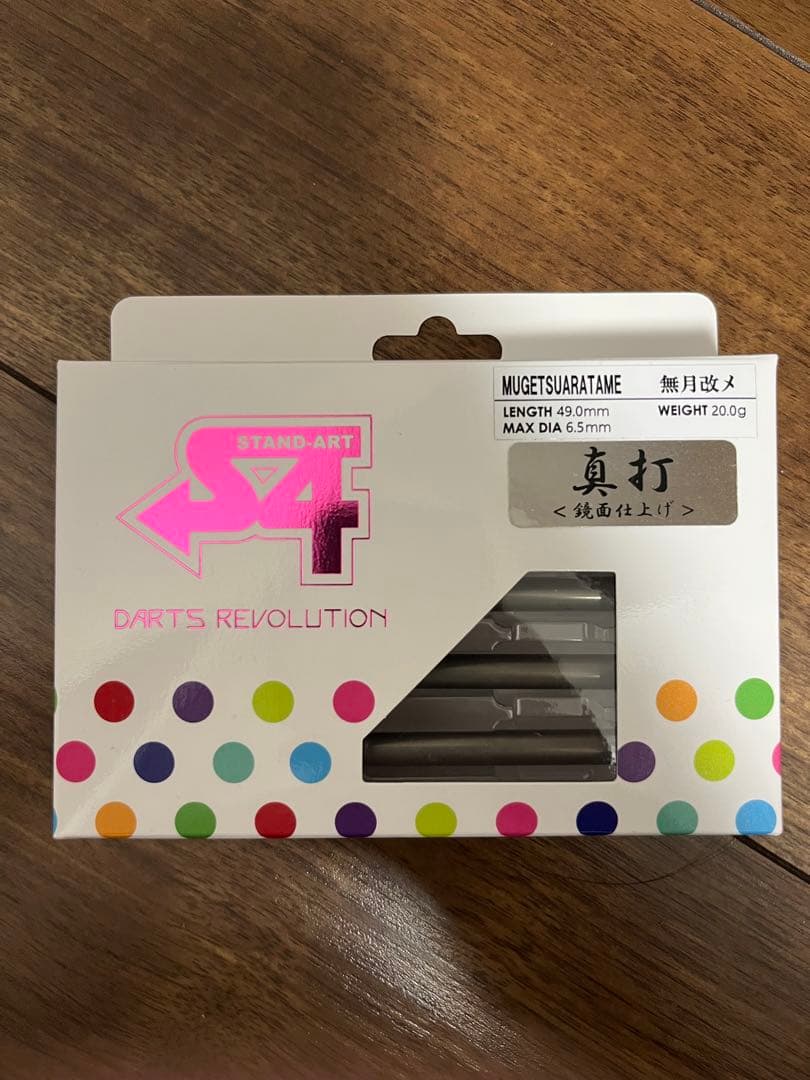 STAND-ART
S4
DARTS REVOLUTION
MUGETSUARATAME 無月改メ
LENGTH 49.0mm WEIGHT 20.0g
MAX DIA 6.5mm
真打
<鏡面仕上げ>